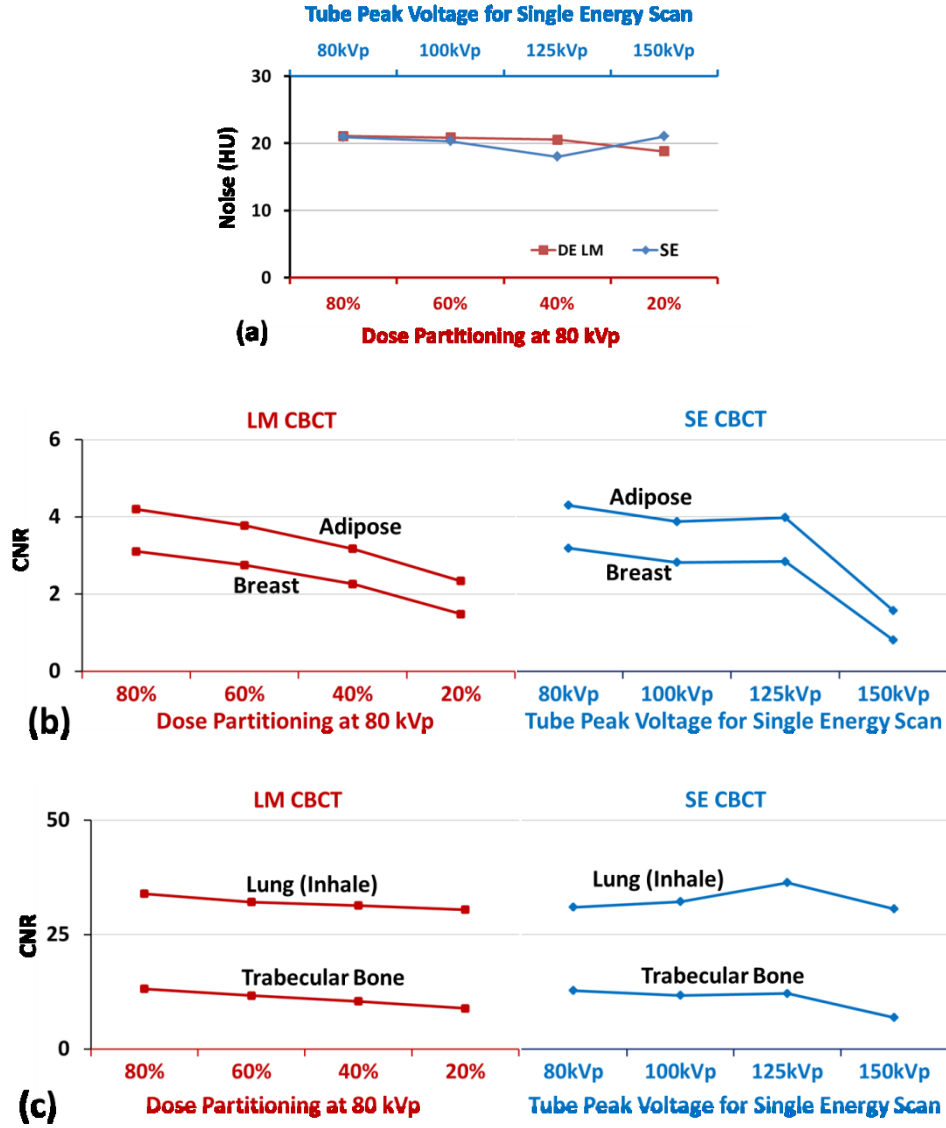 Tube Peak Voltage for Single Energy Scan
80kVp 100kVp 125kVp 150kVp
30
20
10
0
Noise (HU)
DE LM SE
80% 60% 40% 20%
(a)
Dose Partitioning at 80 kVp
LM CBCT SE CBCT
6
4
2
0
CNR
Adipose
Breast
Adipose
Breast
80% 60% 40% 20% 80kVp 100kVp 125kVp 150kVp
(b)
Dose Partitioning at 80 kVp Tube Peak Voltage for Single Energy Scan
LM CBCT SE CBCT
50
25
0
CNR
Lung (Inhale)
Trabecular Bone
Lung (Inhale)
Trabecular Bone
80% 60% 40% 20% 80kVp 100kVp 125kVp 150kVp
(c)
Dose Partitioning at 80 kVp Tube Peak Voltage for Single Energy Scan